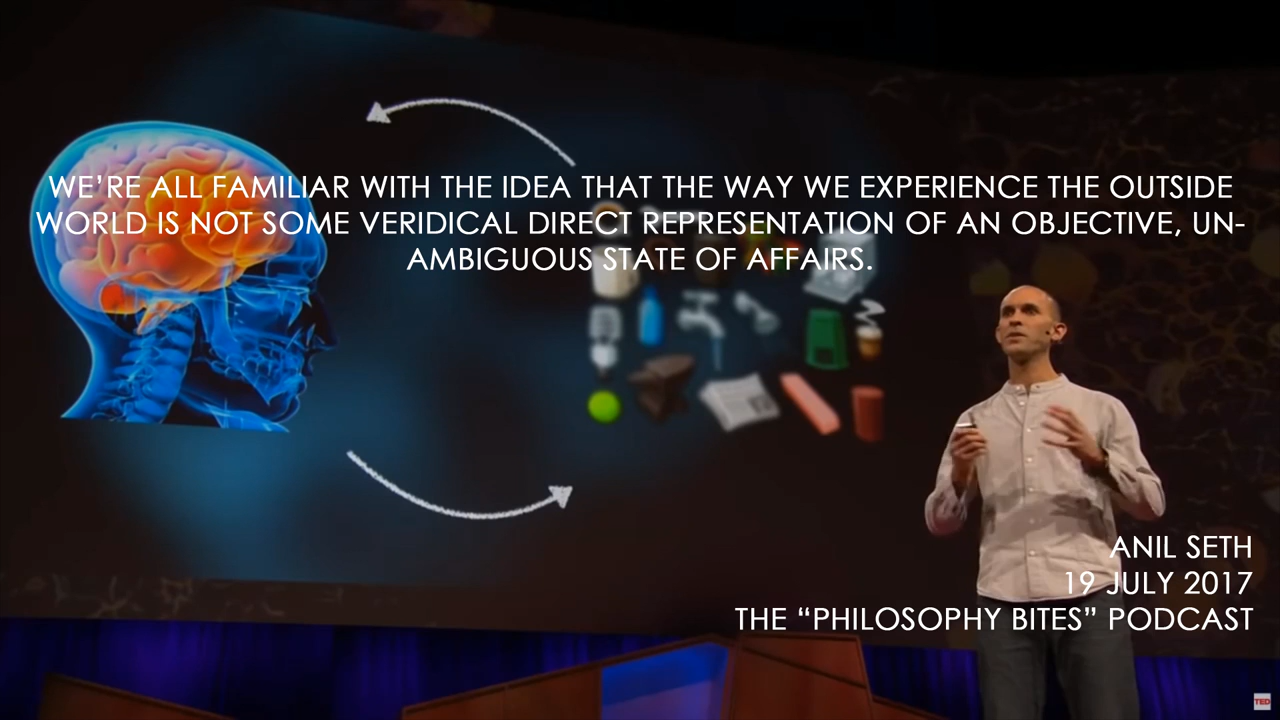 WE’RE ALL FAMILIAR WITH THE IDEA THAT THE WAY WE EXPERIENCE THE OUTSIDE
WORLD IS NOT SOME VERIDICAL DIRECT REPRESENTATION OF AN OBJECTIVE, UN-
AMBIGUOUS STATE OF AFFAIRS.
ANIL SETH
19 JULY 2017
THE “PHILOSOPHY BITES” PODCAST
TED